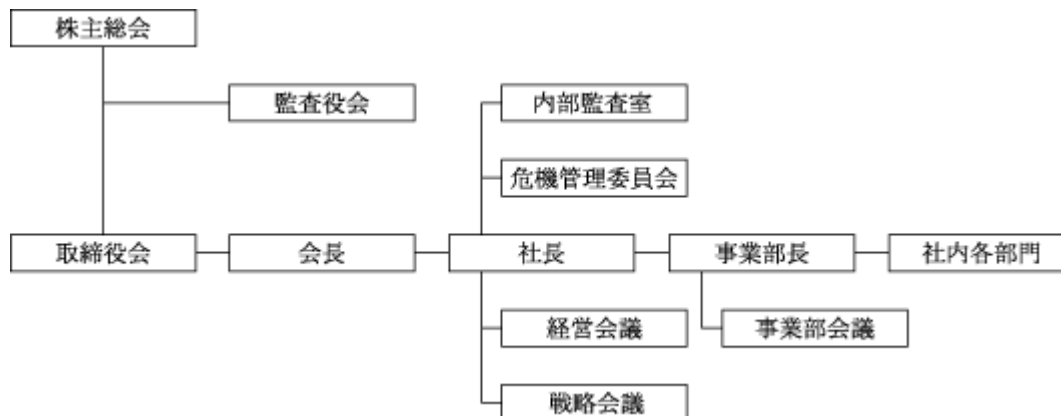 株主総会
監査役会
内部監査室
危機管理委員会
取締役会
会長
社長
事業部長
社内各部門
経営会議
事業部会議
戦略会議